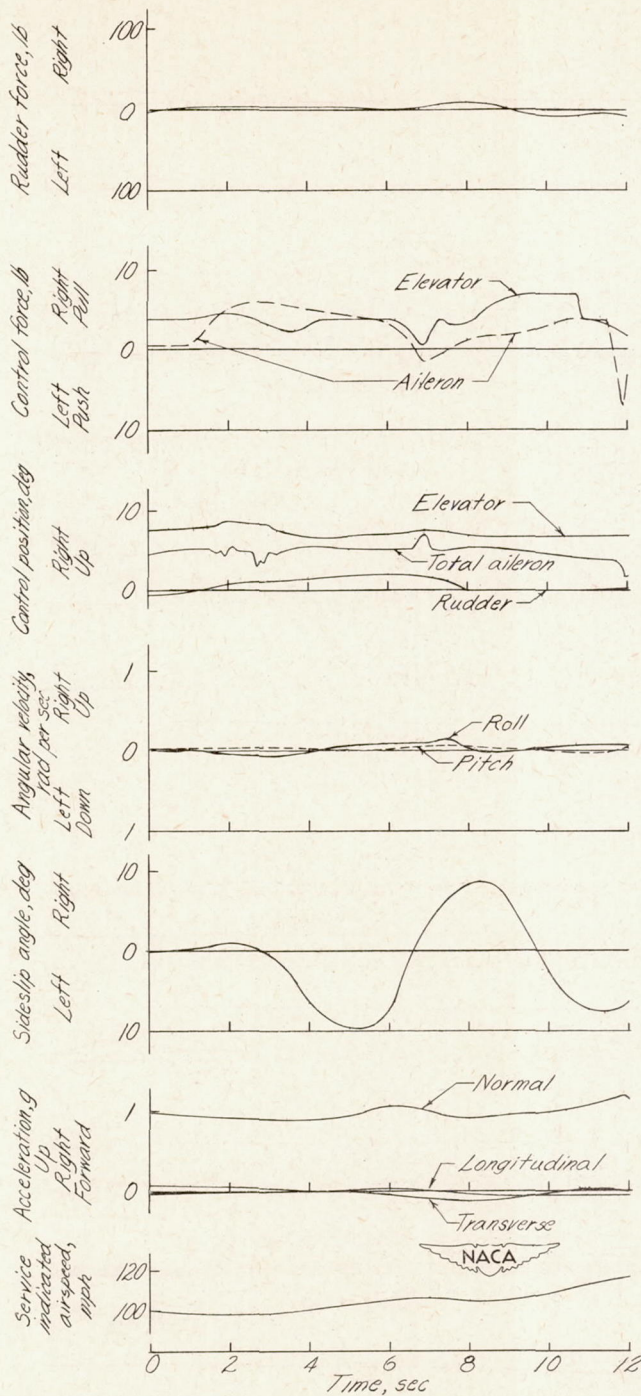 Rudder force, lb
Left Right
100
0
100
Control force, lb
Left Right
Push Pull
10
0
10
Elevator
Aileron
Control position, deg
Right
Up
10
0
Elevator
Total aileron
Rudder
Angular velocity,
rad per sec
Left Right
Down Up
1
0
1
Roll
Pitch
Sideslip angle, deg
Left Right
10
0
10
Acceleration, g
Up
Right
Forward
1
0
Normal
Longitudinal
Transverse
NACA
Service
indicated
airspeed,
mph
120
100
0 2 4 6 8 10 12
Time, sec